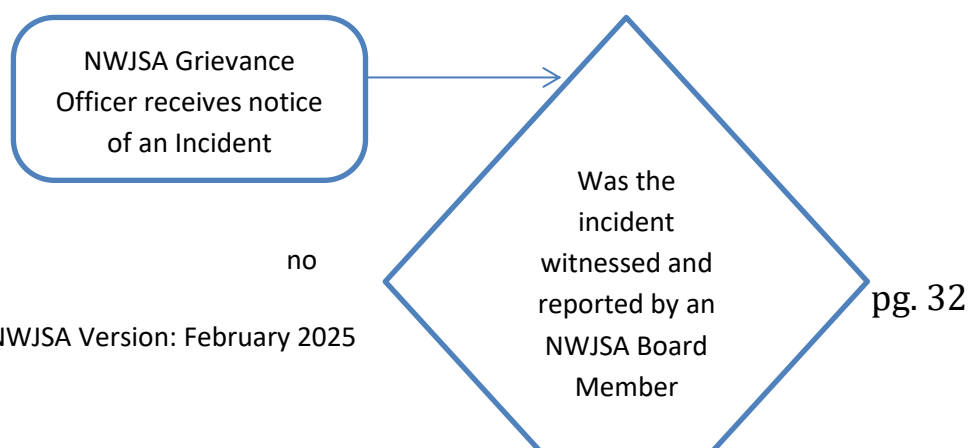 NWJSA Grievance
Officer receives notice
of an Incident
Was the
incident
witnessed and
reported by an
NWJSA Board
Member
no
pg. 32
NWJSA Version: February 2025